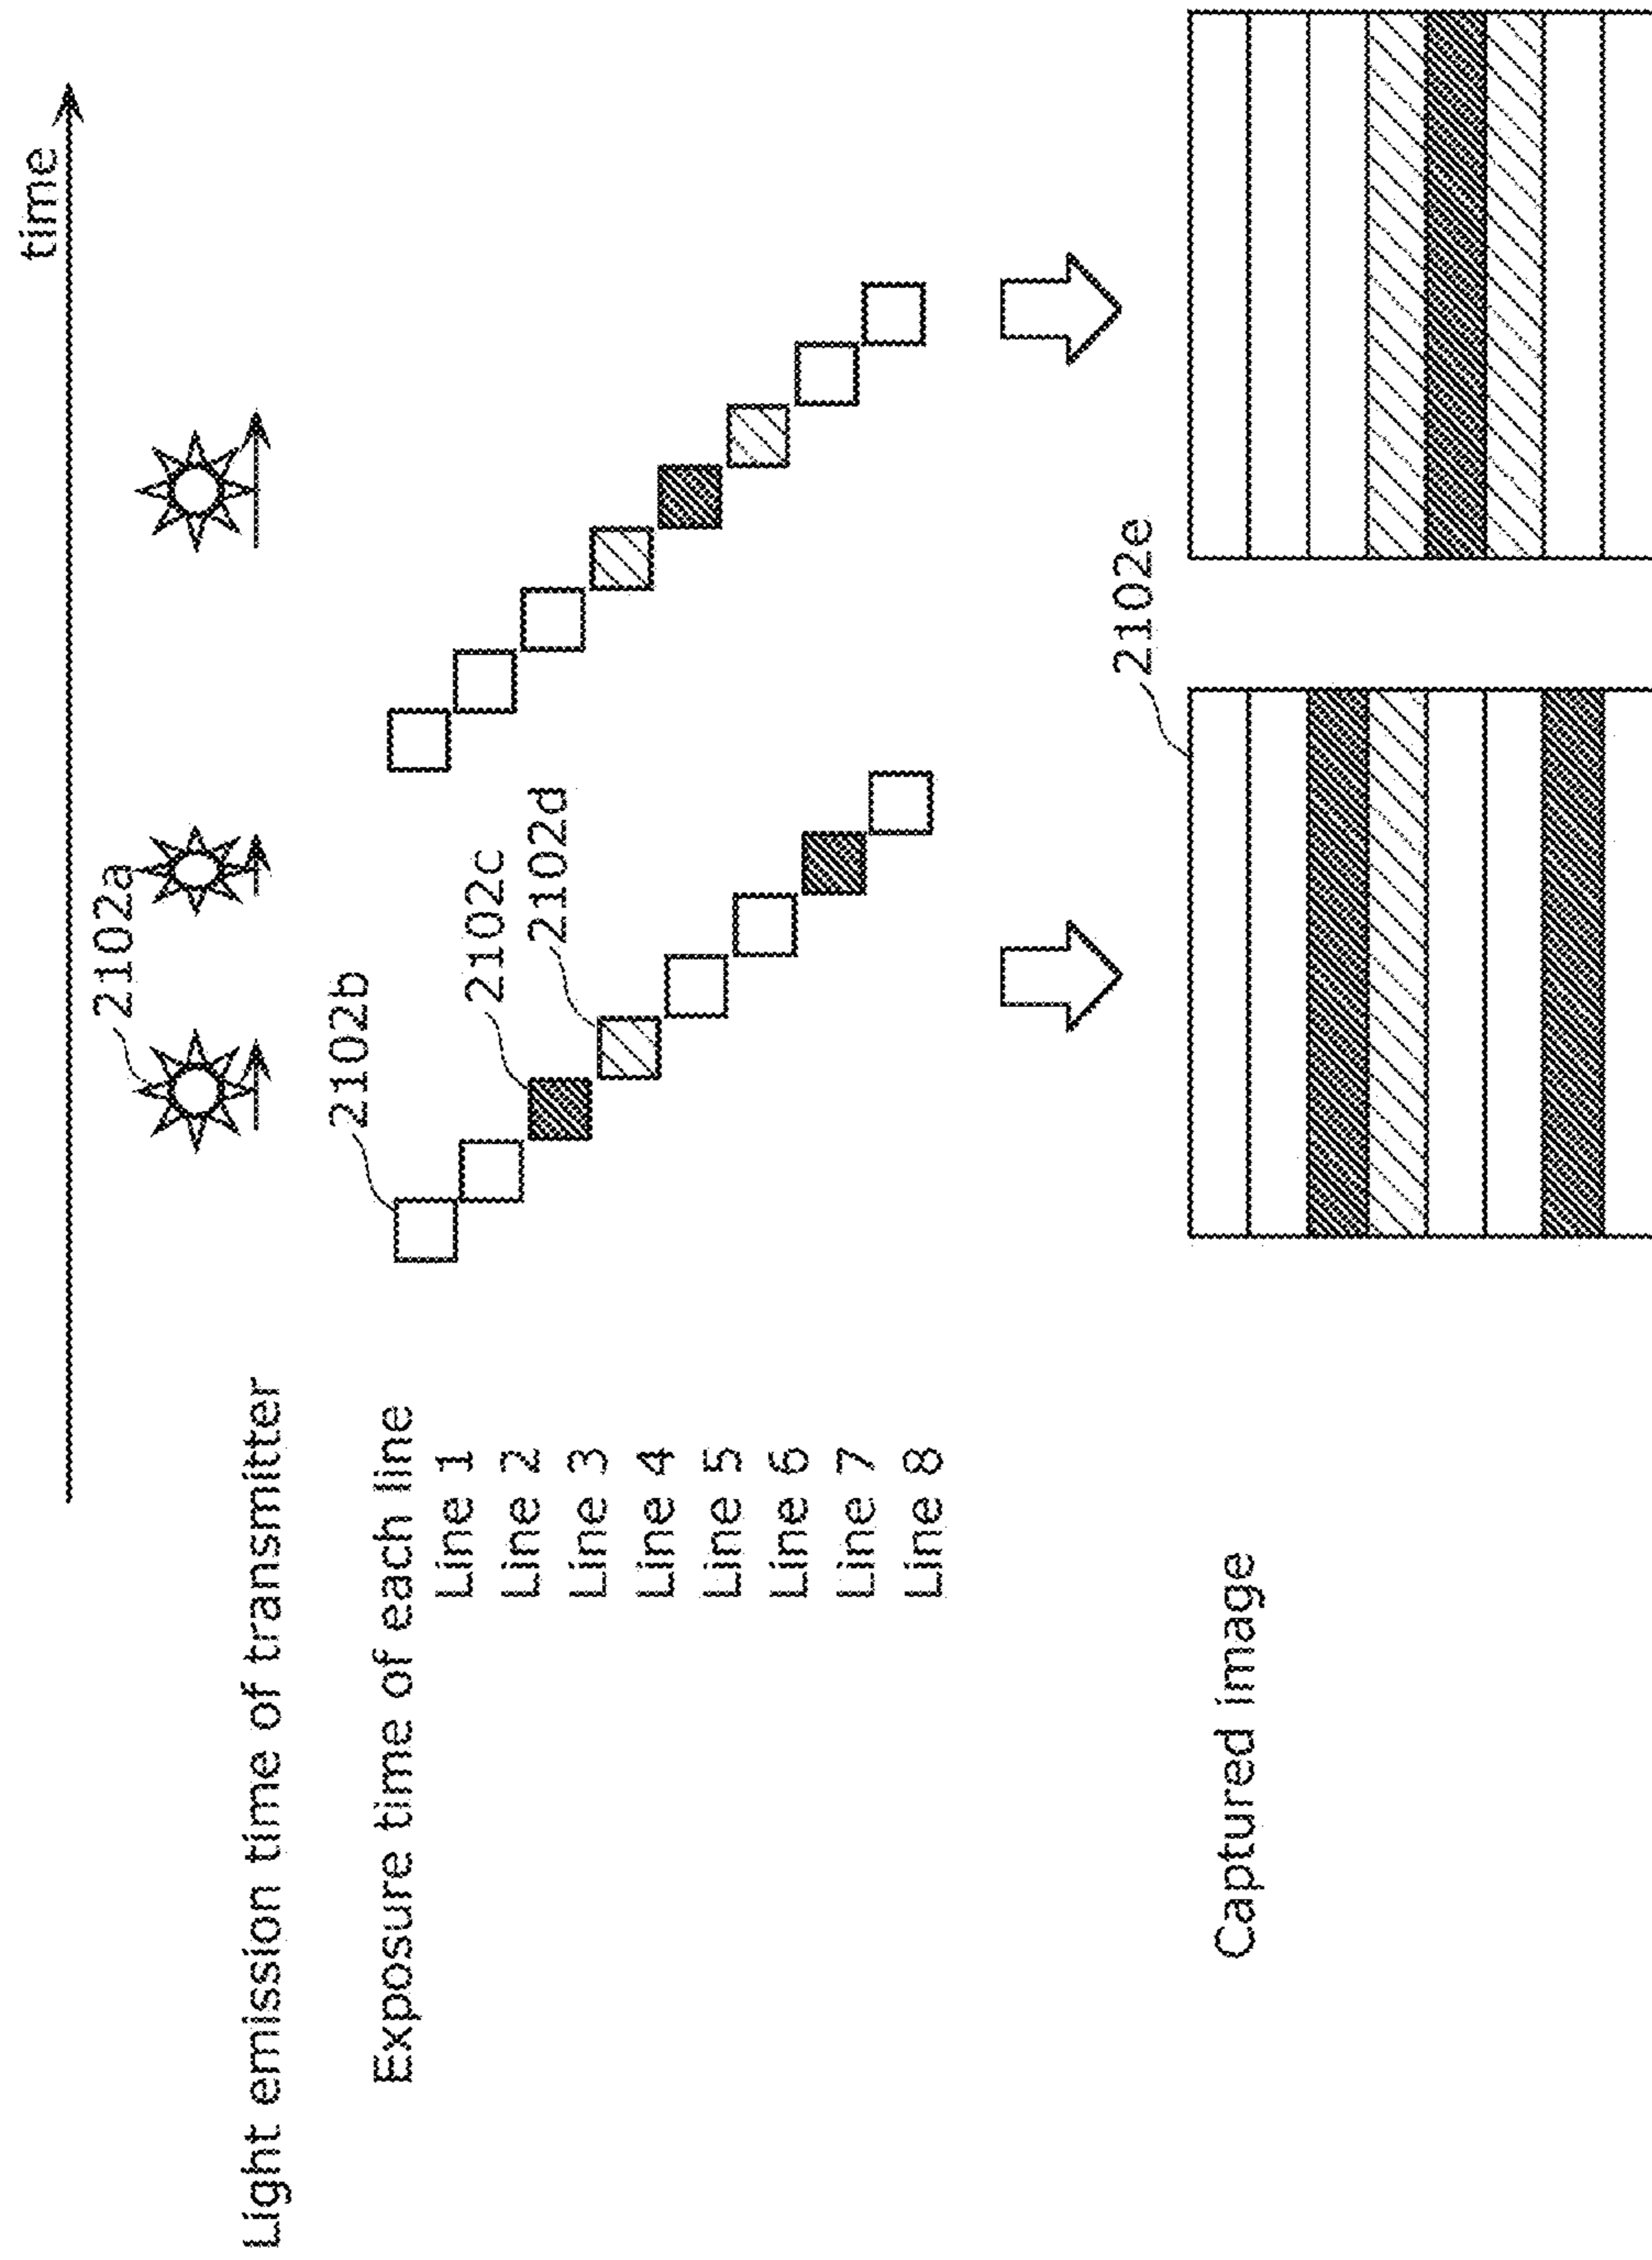 time
2102a
Light emission time of transmitter
2102b
Exposure time of each line
Line 1
Line 2
2102c
Line 3
2102d
Line 4
Line 5
Line 6
Line 7
Line 8
2102e
Captured image